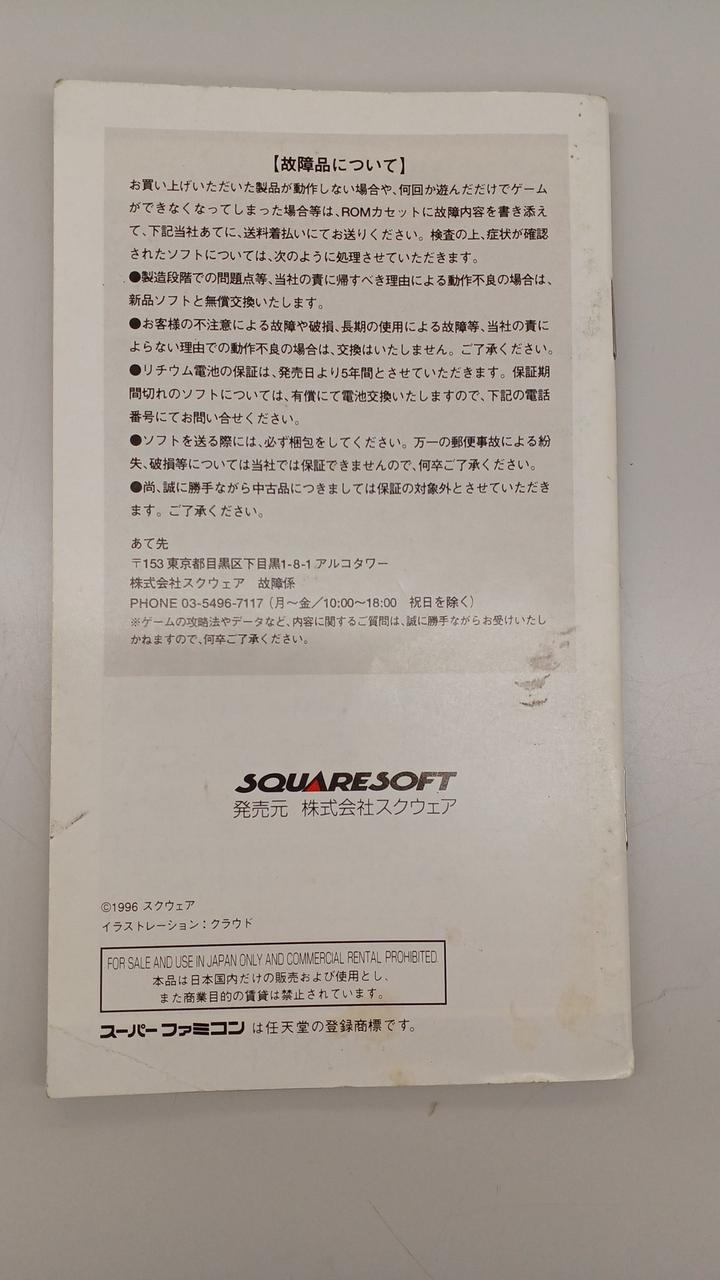 【故障品について】
お買い上げいただいた製品が動作しない場合や、何回か遊んだだけでゲーム
ができなくなってしまった場合等は、ROMカセットに故障内容を書き添え
て、下記当社あてに、送料着払いにてお送りください。検査の上、症状が確認
されたソフトについては、次のように処理させていただきます。
●製造段階での問題点等、当社の責に帰すべき理由による動作不良の場合は、
新品ソフトと無償交換いたします。
●お客様の不注意による故障や破損、長期の使用による故障等、当社の責に
よらない理由での動作不良の場合は、交換はいたしません。ご了承ください。
●リチウム電池の保証は、発売日より5年間とさせていただきます。保証期
間切れのソフトについては、有償にて電池交換いたしますので、下記の電話
番号にてお問い合せください。
●ソフトを送る際には、必ず梱包をしてください。万一の郵便事故による紛
失、破損等については当社では保証できませんので、何卒ご了承ください。
●尚、誠に勝手ながら中古品につきましては保証の対象外とさせていただき
ます。ご了承ください。
あて先
〒153 東京都目黒区下目黒1-8-1 アルコタワー
株式会社スクウェア 故障係
PHONE 03-5496-7117（月〜金／10:00〜18:00 祝日を除く）
※ゲームの攻略法やデータなど、内容に関するご質問は、誠に勝手ながらお受けいたし
かねますので、何卒ご了承ください。
SQUARESOFT
発売元 株式会社スクウェア
©1996 スクウェア
イラストレーション：クラウド
FOR SALE AND USE IN JAPAN ONLY AND COMMERCIAL RENTAL PROHIBITED.
本品は日本国内だけの販売および使用とし、
また商業目的の賃貸は禁止されています。
スーパーファミコン は任天堂の登録商標です。